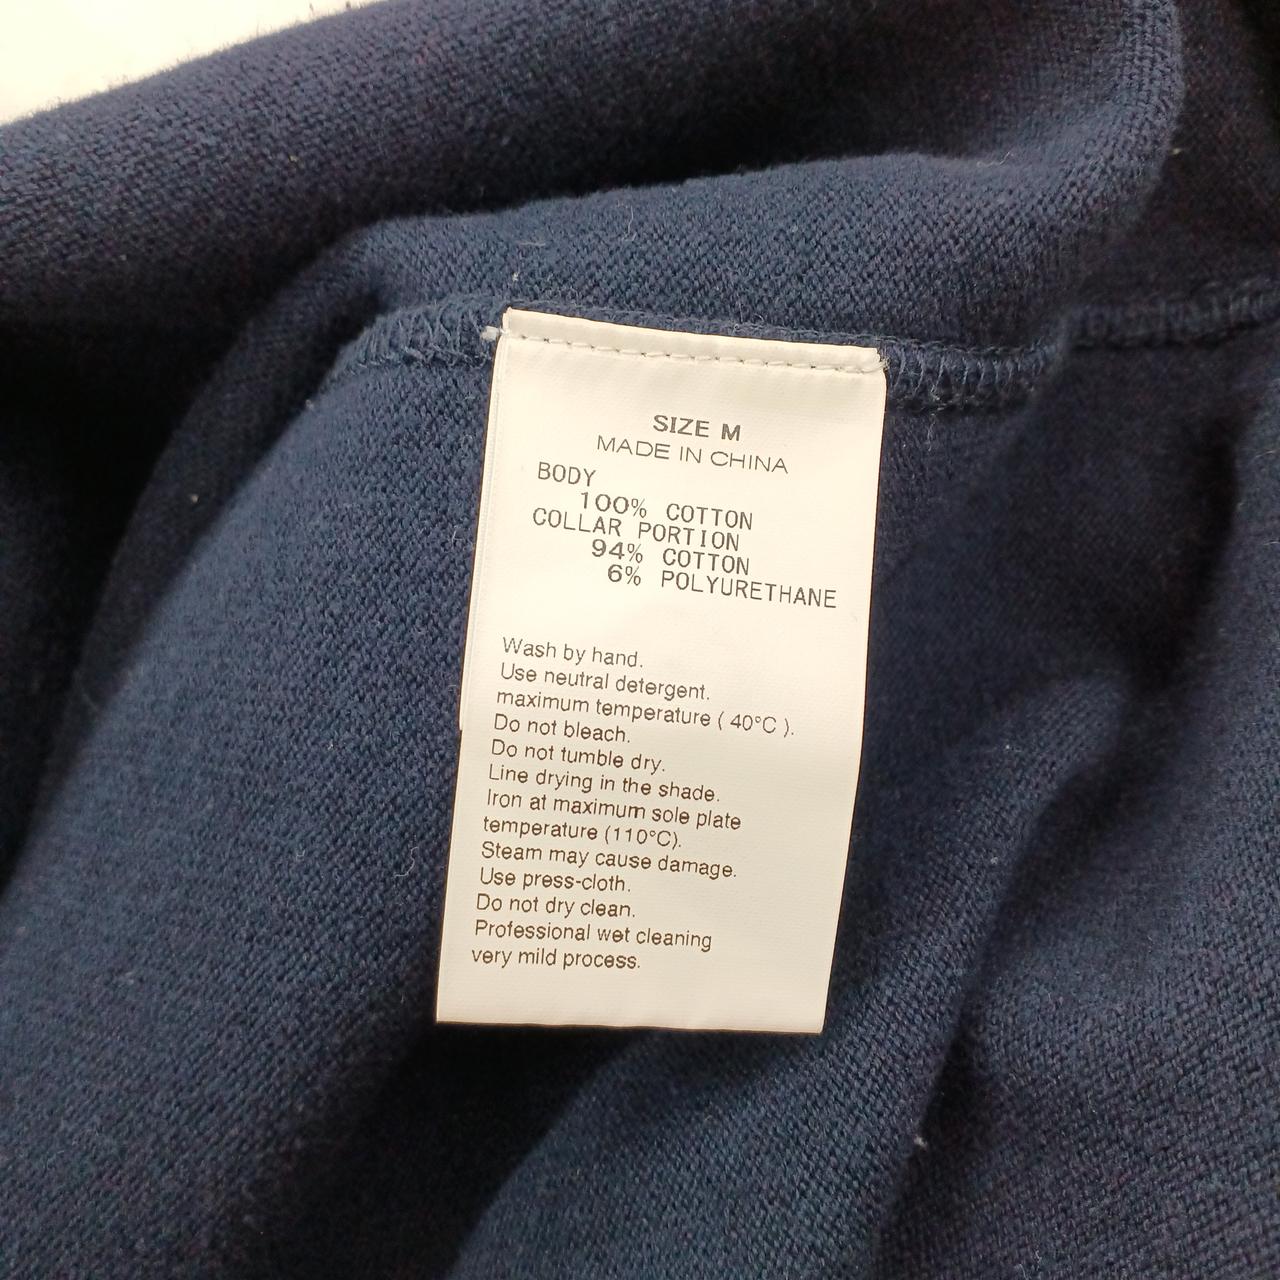 SIZE M
MADE IN CHINA
BODY
100% COTTON
COLLAR PORTION
94% COTTON
6% POLYURETHANE
Wash by hand.
Use neutral detergent.
maximum temperature ( 40°C ).
Do not bleach.
Do not tumble dry.
Line drying in the shade.
Iron at maximum sole plate
temperature (110°C).
Steam may cause damage.
Use press-cloth.
Do not dry clean.
Professional wet cleaning
very mild process.